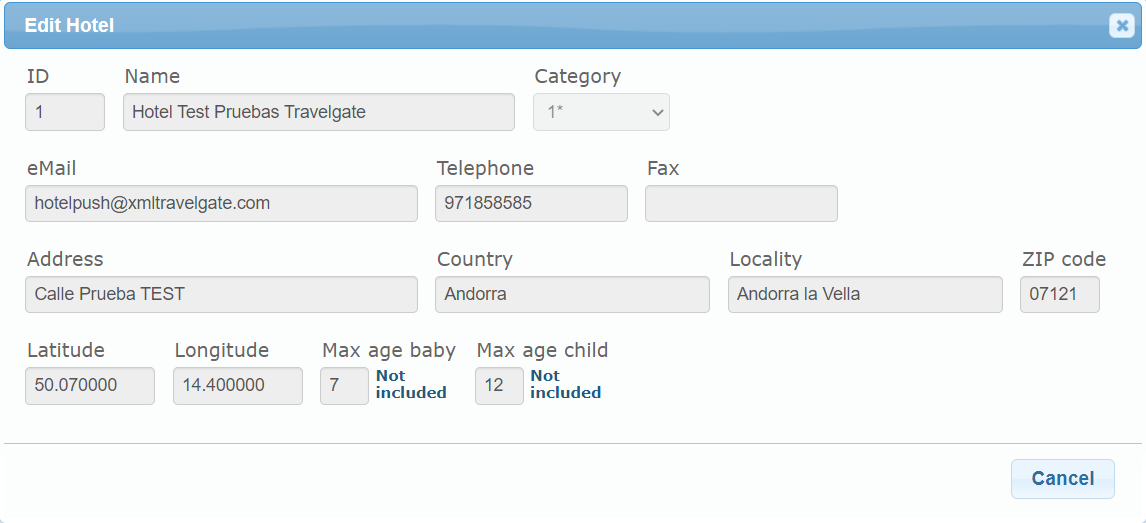 Edit Hotel
ID Name Category
1 Hotel Test Pruebas Travelgate 1*
eMail Telephone Fax
hotelpush@xmltravelgate.com 971858585
Address Country Locality ZIP code
Calle Prueba TEST Andorra Andorra la Vella 07121
Latitude Longitude Max age baby Max age child
50.070000 14.400000 7 Not included 12 Not included
Cancel